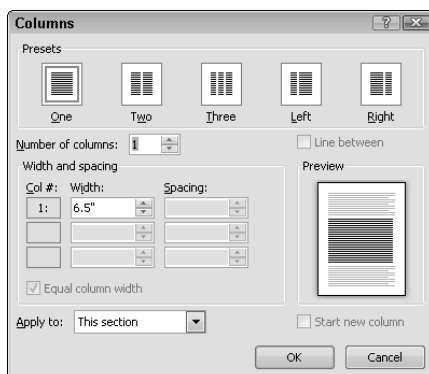 Columns
Presets
One Two Three Left Right
Number of columns: 1 Line between
Width and spacing Preview
Col #: Width: Spacing:
1: 6.5"
Equal column width
Apply to: This section Start new column
OK Cancel